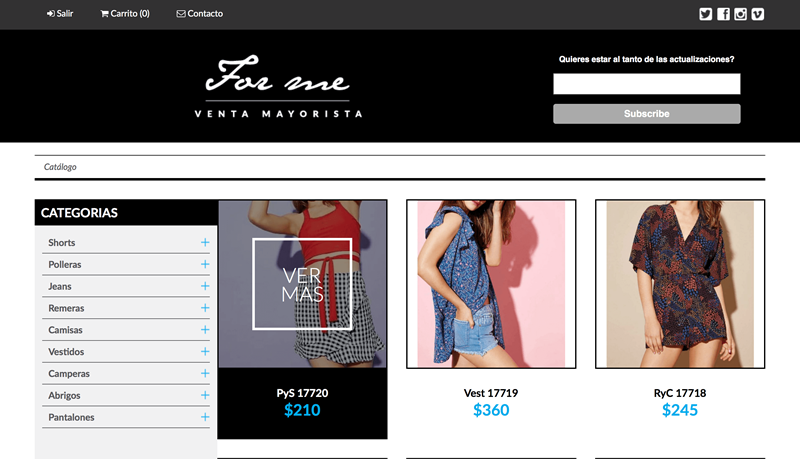 Salir
Carrito (0)
Contacto
For me
VENTA MAYORISTA
Quieres estar al tanto de las actualizaciones?
Subscribe
Catálogo
CATEGORIAS
Shorts
Polleras
Jeans
Remeras
Camisas
Vestidos
Camperas
Abrigos
Pantalones
VER
MAS
PyS 17720
$210
Vest 17719
$360
RyC 17718
$245